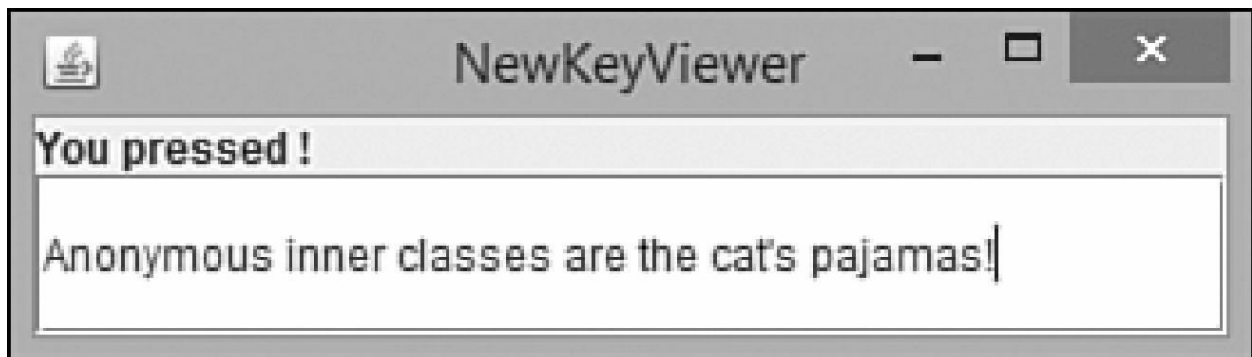 NewKeyViewer
You pressed !
Anonymous inner classes are the cat's pajamas!